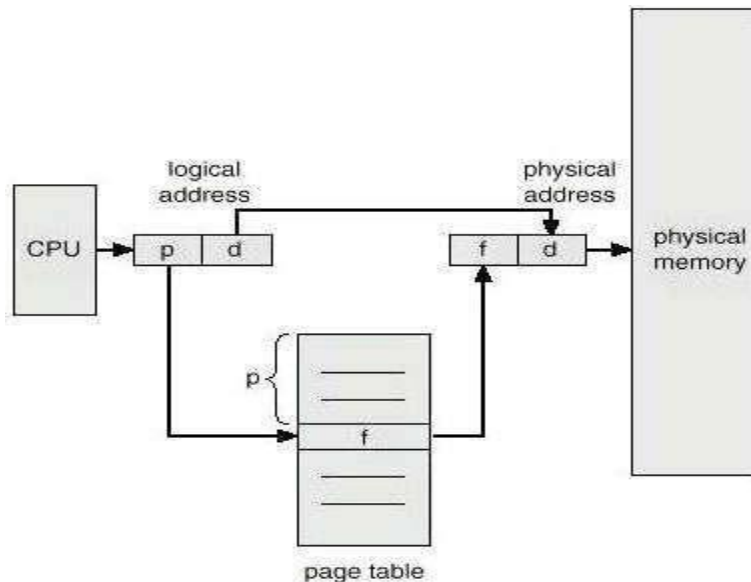 logical
address
physical
address
CPU
p
d
f
d
physical
memory
p
f
page table